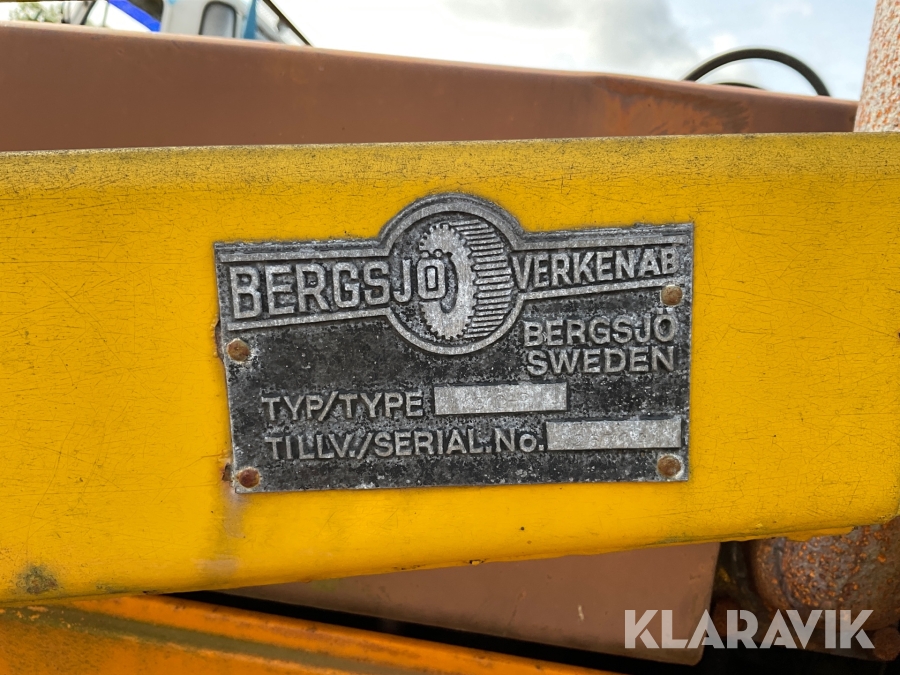 BERGSJÖ VERKEN AB
BERGSJÖ
SWEDEN
TYP/TYPE
TILLV./SERIAL.No.
KLARAVIK